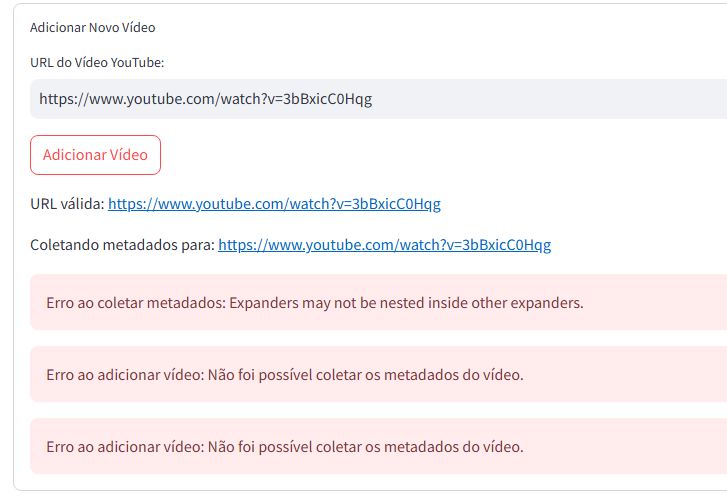 Adicionar Novo Vídeo
URL do Vídeo YouTube:
https://www.youtube.com/watch?v=3bBxicC0Hqg
Adicionar Vídeo
URL válida: https://www.youtube.com/watch?v=3bBxicC0Hqg
Coletando metadados para: https://www.youtube.com/watch?v=3bBxicC0Hqg
Erro ao coletar metadados: Expanders may not be nested inside other expanders.
Erro ao adicionar vídeo: Não foi possível coletar os metadados do vídeo.
Erro ao adicionar vídeo: Não foi possível coletar os metadados do vídeo.